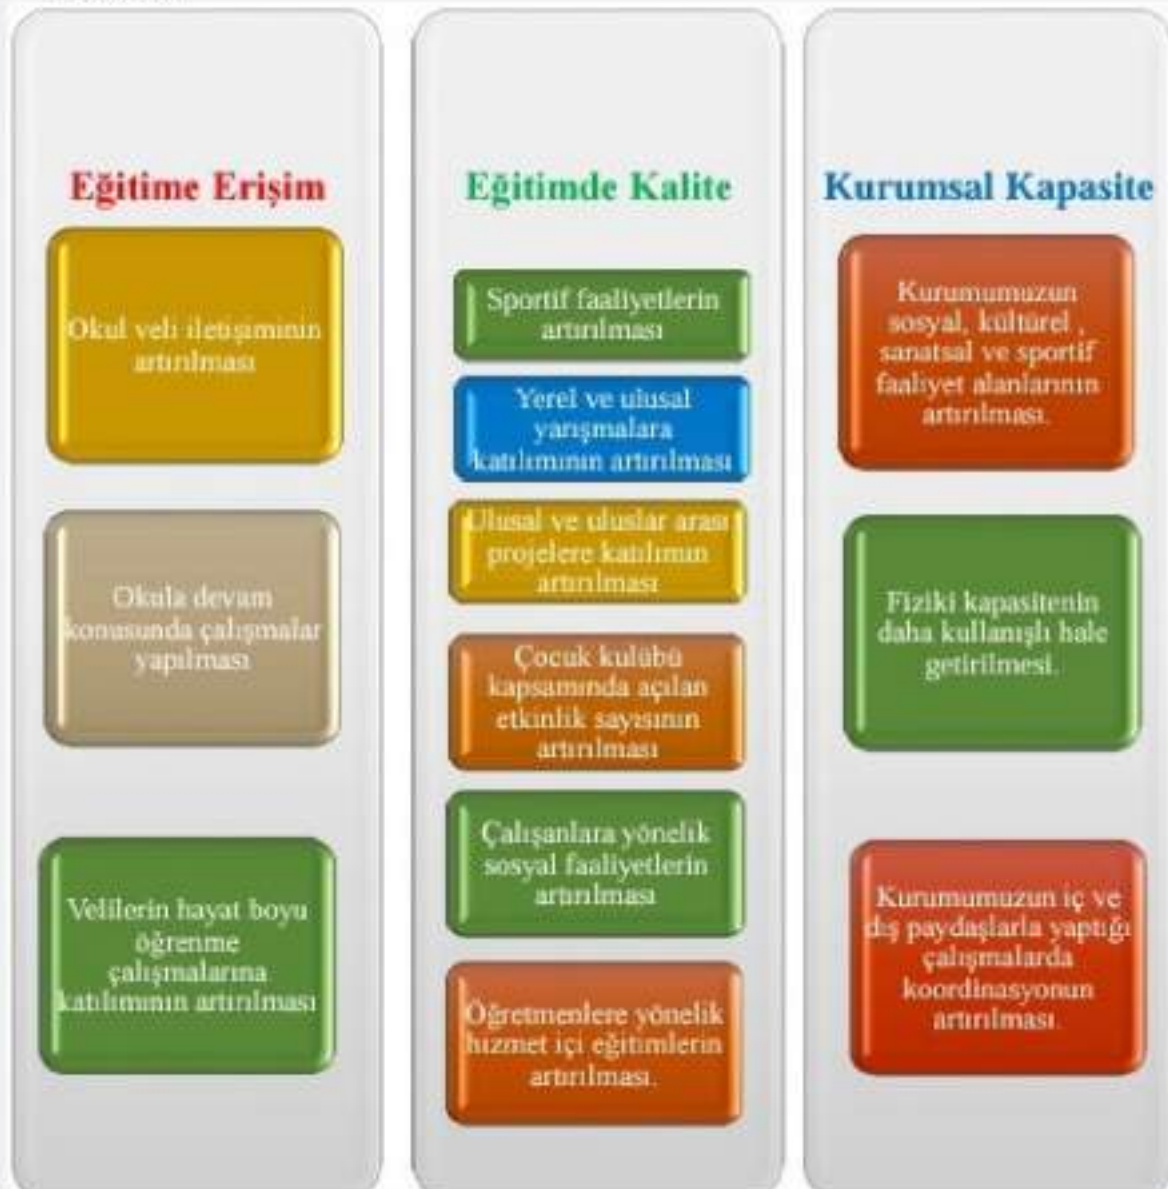 Eğitime Erişim
Okul veli iletişiminin
artırılması
Okula devam
konusunda çalışmalar
yapılması
Velilerin hayat boyu
öğrenme
çalışmalarına
katılımının artırılması
Eğitimde Kalite
Sportif faaliyetlerin
artırılması
Yerel ve ulusal
yarışmalara
katılımının artırılması
Ulusal ve uluslar arası
projelere katılımın
artırılması
Çocuk kulübü
kapsamında açılan
etkinlik sayısının
artırılması
Çalışanlara yönelik
sosyal faaliyetlerin
artırılması
Öğretmenlere yönelik
hizmet içi eğitimlerin
artırılması.
Kurumsal Kapasite
Kurumumuzun
sosyal, kültürel ,
sanatsal ve sportif
faaliyet alanlarının
artırılması.
Fiziki kapasitenin
daha kullanışlı hale
getirilmesi.
Kurumumuzun iç ve
dış paydaşlarla yaptığı
çalışmalarda
koordinasyonun
artırılması.